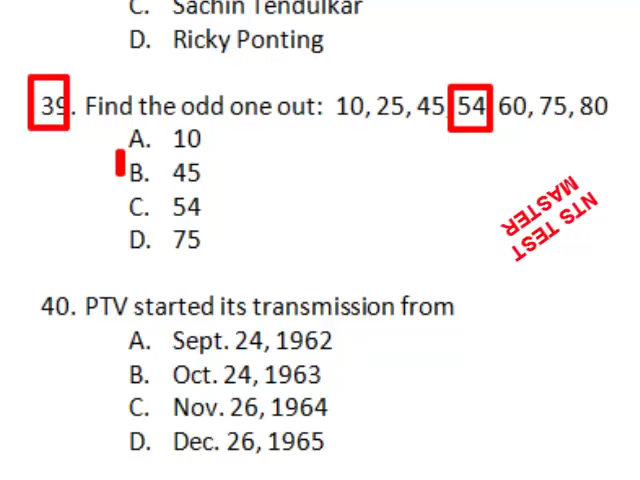 C. Sachin Tendulkar
D. Ricky Ponting
39. Find the odd one out: 10, 25, 45, 54, 60, 75, 80
A. 10
B. 45
C. 54
D. 75
NTS TEST
MASTER
40. PTV started its transmission from
A. Sept. 24, 1962
B. Oct. 24, 1963
C. Nov. 26, 1964
D. Dec. 26, 1965